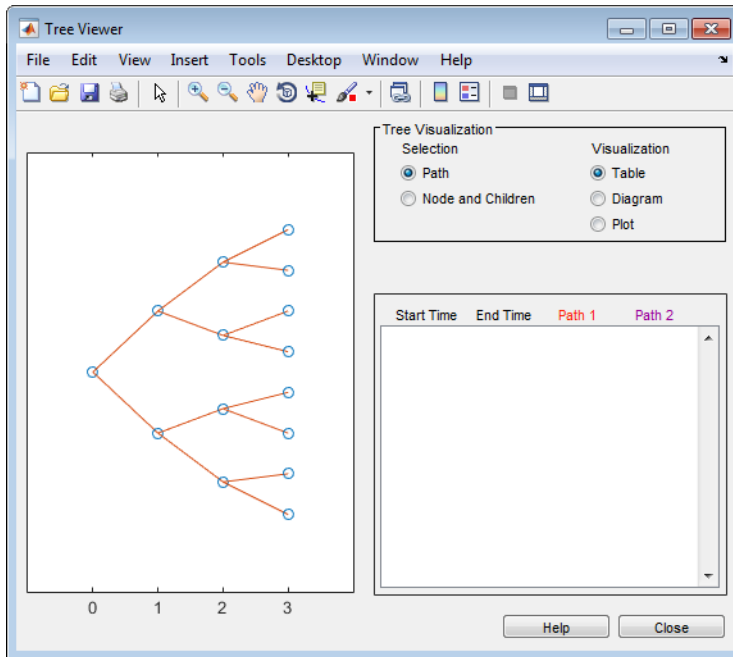 Tree Viewer
File Edit View Insert Tools Desktop Window Help
Tree Visualization
Selection Visualization
Path Table
Node and Children Diagram
Plot
Start Time End Time Path 1 Path 2
0 1 2 3
Help Close